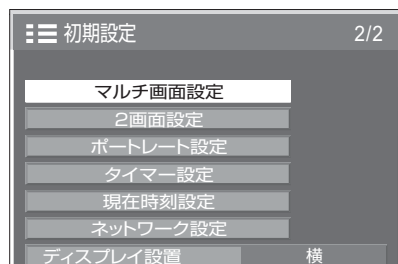 初期設定 2/2
マルチ画面設定
2画面設定
ポートレート設定
タイマー設定
現在時刻設定
ネットワーク設定
ディスプレイ設置 横